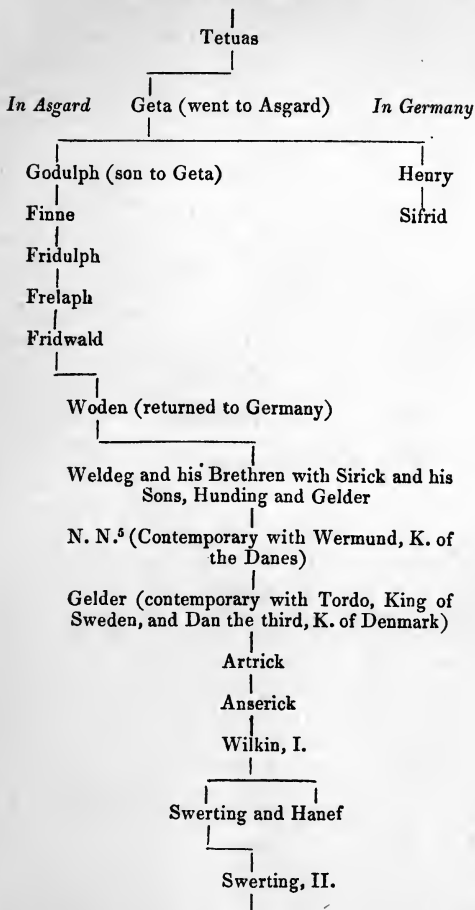 Tetuas
In Asgard Geta (went to Asgard) In Germany
Godulph (son to Geta) Henry
Finne Sifrid
Fridulph
Frelaph
Fridwald
Woden (returned to Germany)
Weldeg and his Brethren with Sirick and his
Sons, Hunding and Gelder
N. N.⁵ (Contemporary with Wermund, K. of
the Danes)
Gelder (contemporary with Tordo, King of
Sweden, and Dan the third, K. of Denmark)
Artrick
Anserick
Wilkin, I.
Swerting and Hanef
Swerting, II.